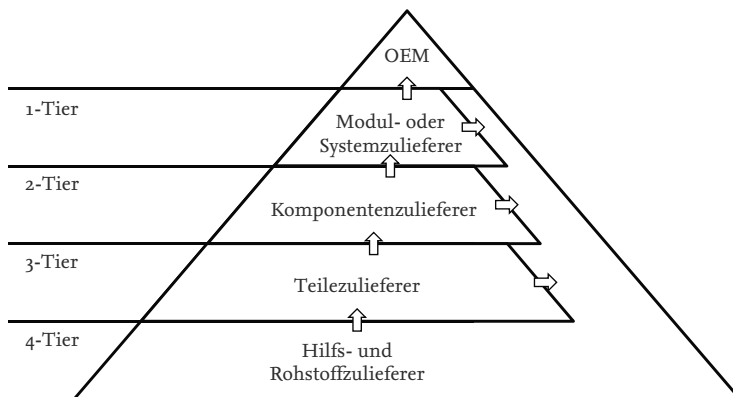 OEM
1-Tier
Modul- oder
Systemzulieferer
2-Tier
Komponentenzulieferer
3-Tier
Teilezulieferer
4-Tier
Hilfs- und
Rohstoffzulieferer